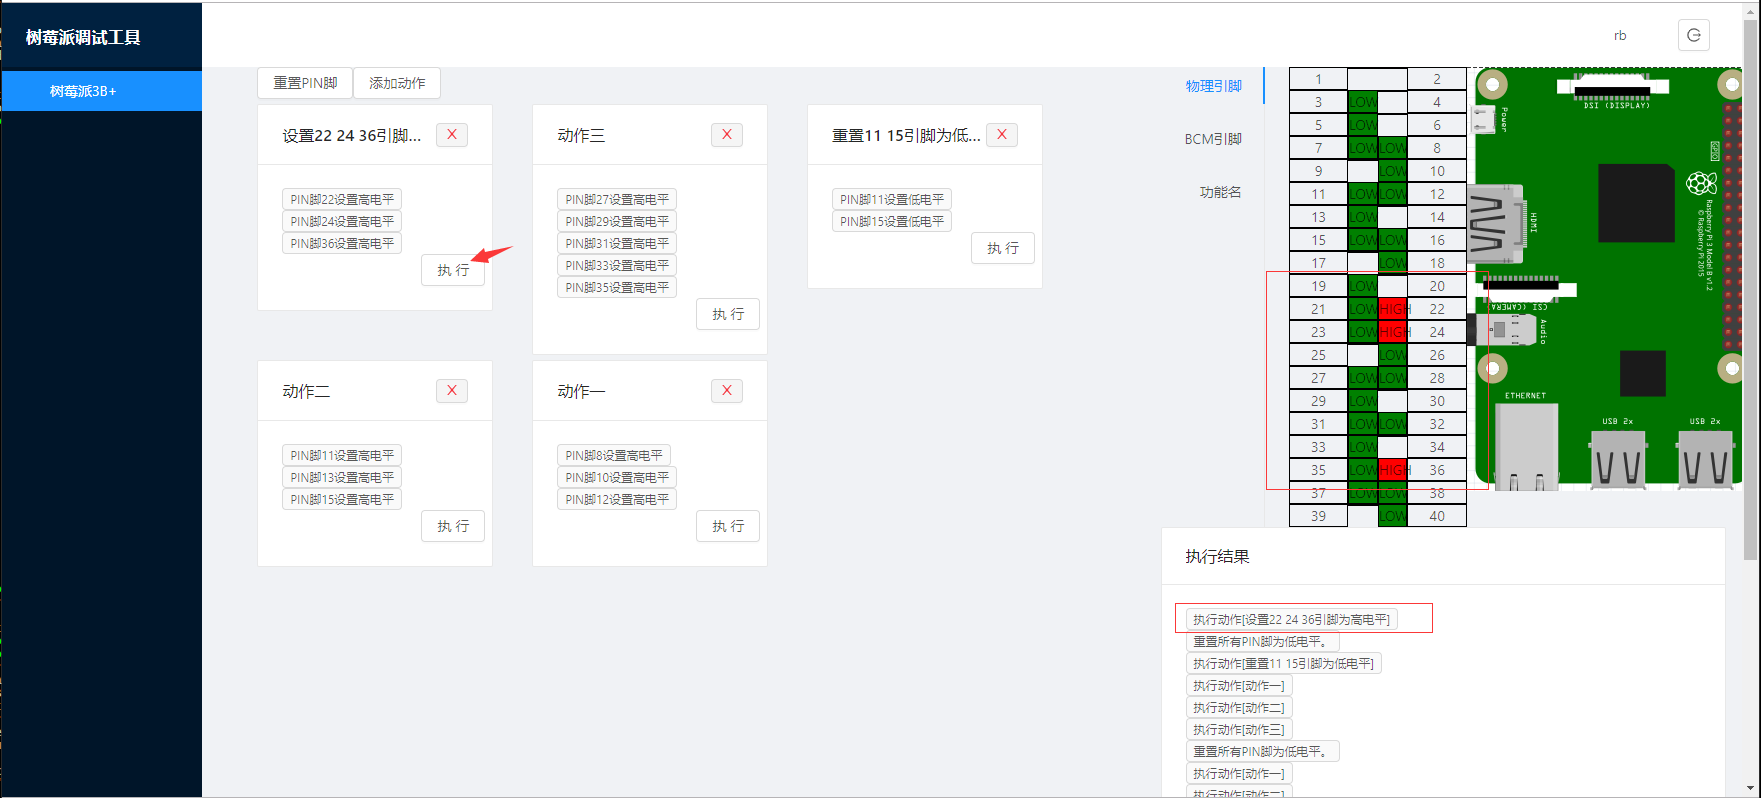 树莓派调试工具
rb
树莓派3B+
重置PIN脚
添加动作
设置22 24 36引脚...
X
PIN脚22设置高电平
PIN脚24设置高电平
PIN脚36设置高电平
执 行
动作三
X
PIN脚27设置高电平
PIN脚29设置高电平
PIN脚31设置高电平
PIN脚33设置高电平
PIN脚35设置高电平
执 行
重置11 15引脚为低...
X
PIN脚11设置低电平
PIN脚15设置低电平
执 行
动作二
X
PIN脚11设置高电平
PIN脚13设置高电平
PIN脚15设置高电平
执 行
动作一
X
PIN脚8设置高电平
PIN脚10设置高电平
PIN脚12设置高电平
执 行
物理引脚
BCM引脚
功能名
1 2
3 LOW 4
5 LOW 6
7 LOW LOW 8
9 LOW 10
11 LOW LOW 12
13 LOW 14
15 LOW LOW 16
17 LOW 18
19 LOW 20
21 LOW HIGH 22
23 LOW HIGH 24
25 LOW 26
27 LOW LOW 28
29 LOW 30
31 LOW LOW 32
33 LOW 34
35 LOW HIGH 36
37 LOW LOW 38
39 LOW 40
DSI (DISPLAY)
Power
GPIO
HDMI
Raspberry Pi 3 Model B v1.2
© Raspberry Pi 2015
CSI (CAMERA)
Audio
ETHERNET
USB 2x
USB 2x
执行结果
执行动作[设置22 24 36引脚为高电平]
重置所有PIN脚为低电平。
执行动作[重置11 15引脚为低电平]
执行动作[动作一]
执行动作[动作二]
执行动作[动作三]
重置所有PIN脚为低电平。
执行动作[动作一]
执行动作[动作二]